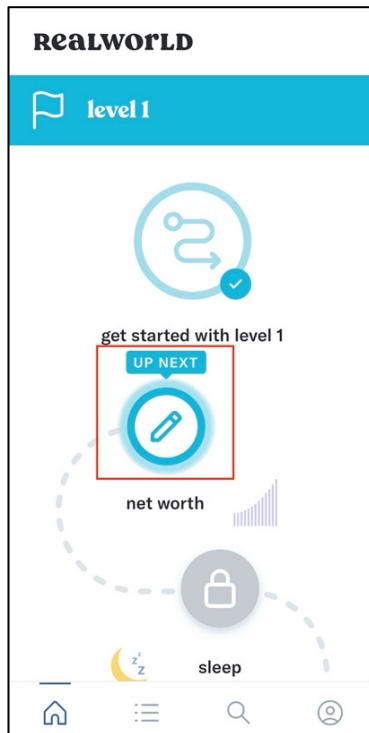 Realworld
level 1
get started with level 1
UP NEXT
net worth
z z
sleep